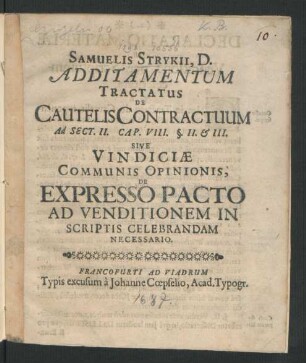 10.
SAMUELIS STRYKII, D.
ADDITAMENTUM
TRACTATUS
DE
CAUTELIS CONTRACTUUM
Ad SECT. II. CAP. VIII. §. II. & III.
SIVE
VINDICIÆ
COMMUNIS OPINIONIS,
DE
EXPRESSO PACTO
AD VENDITIONEM IN
SCRIPTIS CELEBRANDAM
NECESSARIO.
FRANCOFURTI AD VIADRUM
Typis excusum à Johanne Cœpselio, Acad. Typogr.
1687.